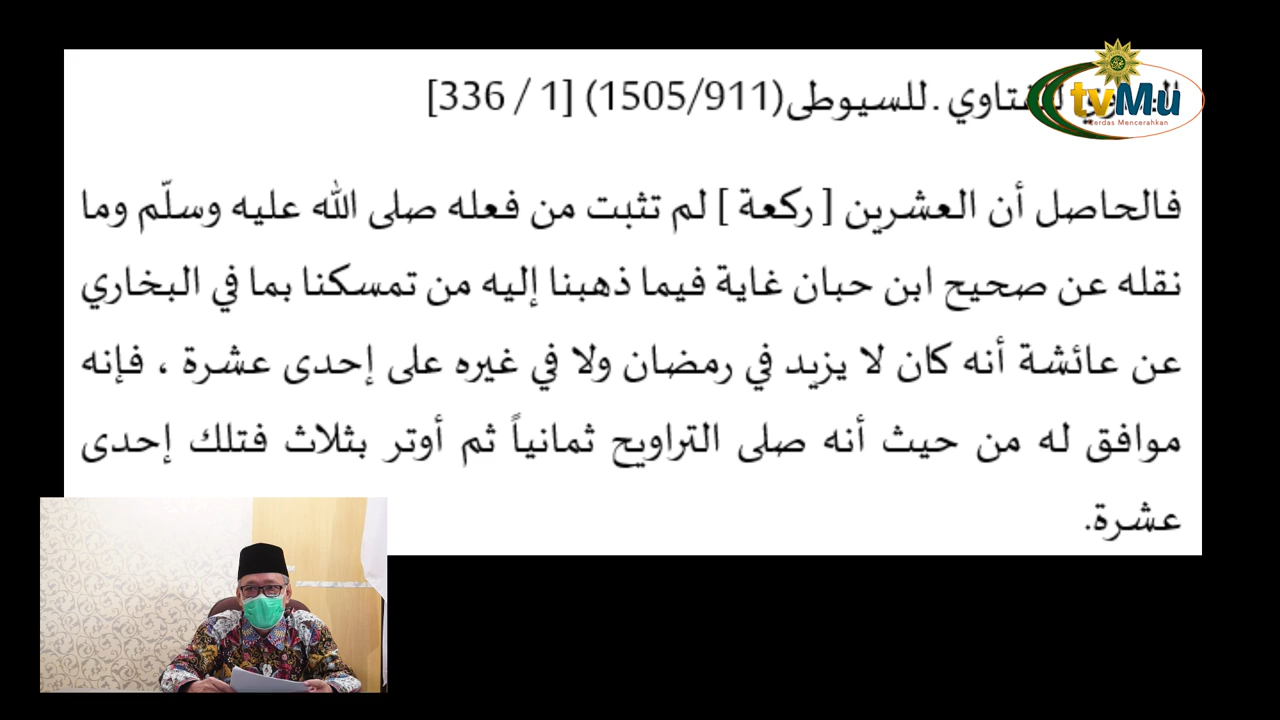 للفتاوي . للسيوطى (1505/911) [336 / 1]
tvMu
Cerdas Mencerahkan
فالحاصل أن العشرين [ ركعة ] لم تثبت من فعله صلى الله عليه وسلّم وما
نقله عن صحيح ابن حبان غاية فيما ذهبنا إليه من تمسكنا بما في البخاري
عن عائشة أنه كان لا يزيد في رمضان ولا في غيره على إحدى عشرة ، فإنه
موافق له من حيث أنه صلى التراويح ثمانياً ثم أوتر بثلاث فتلك إحدى
عشرة.